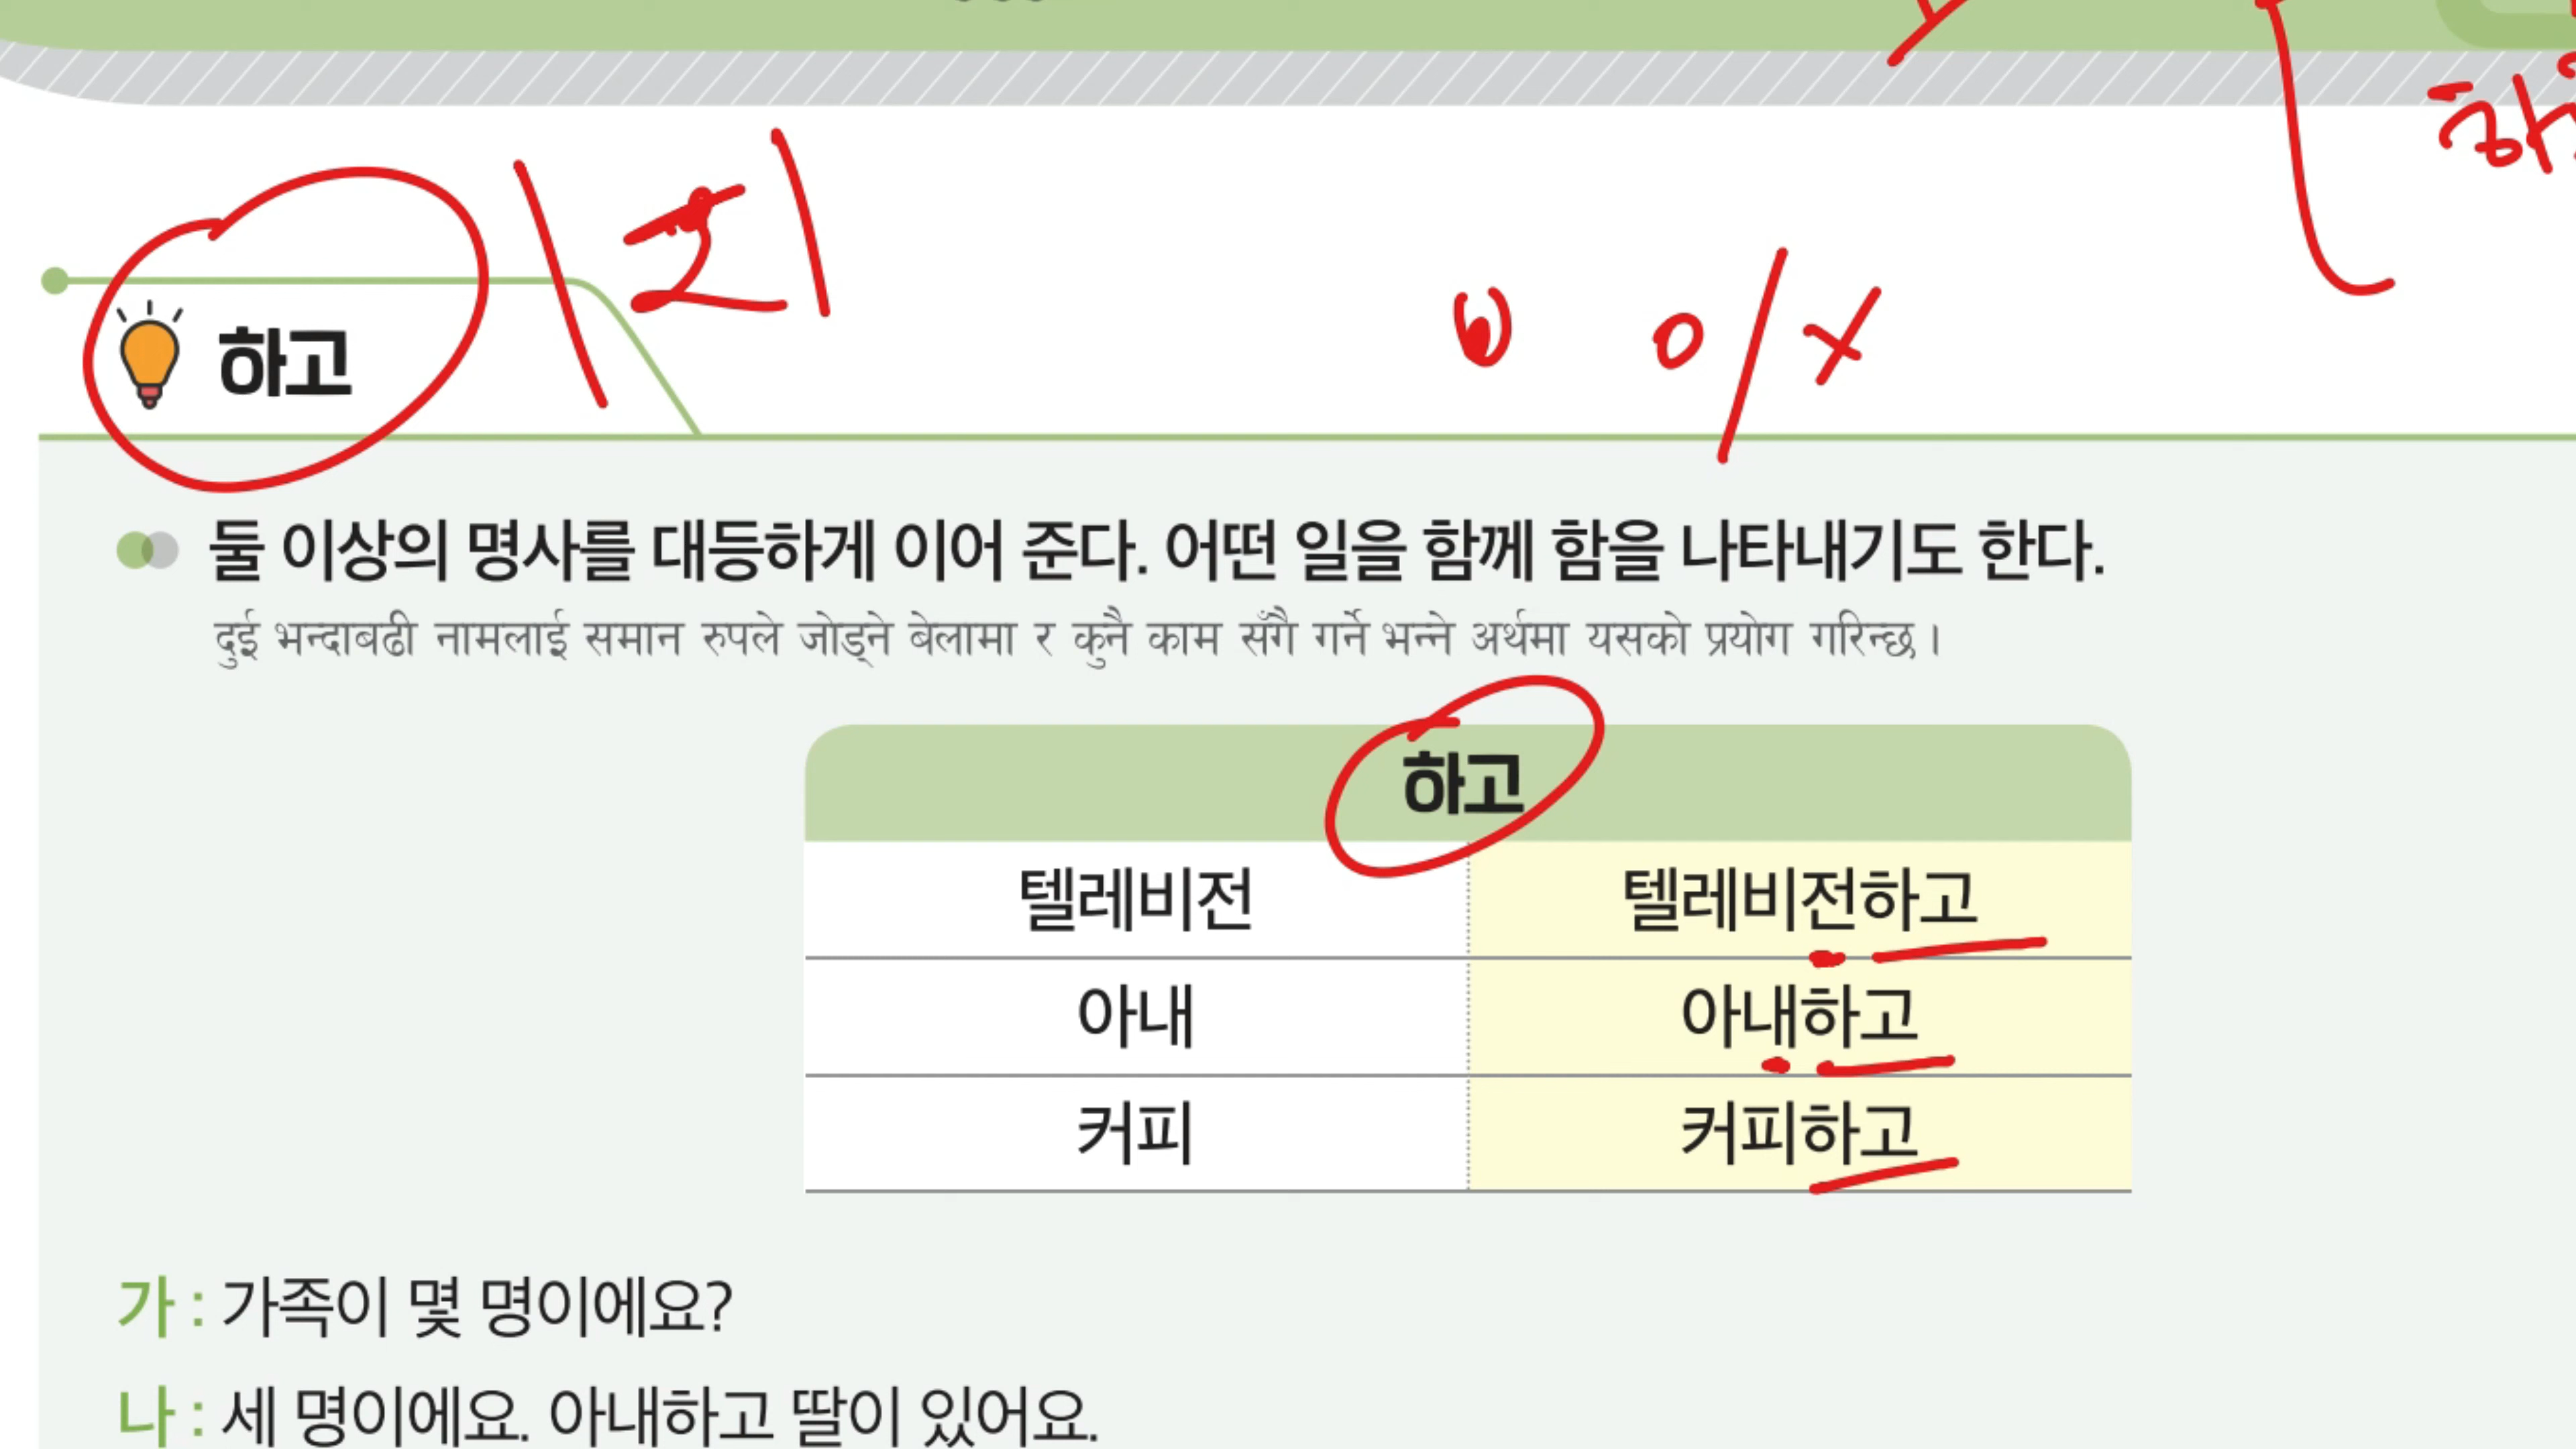 하고
둘 이상의 명사를 대등하게 이어 준다. 어떤 일을 함께 함을 나타내기도 한다.
दुई भन्दाबढी नामलाई समान रुपले जोड्ने बेलामा र कुनै काम सँगै गर्ने भन्ने अर्थमा यसको प्रयोग गरिन्छ।
하고
텔레비전 텔레비전하고
아내 아내하고
커피 커피하고
가 : 가족이 몇 명이에요?
나 : 세 명이에요. 아내하고 딸이 있어요.